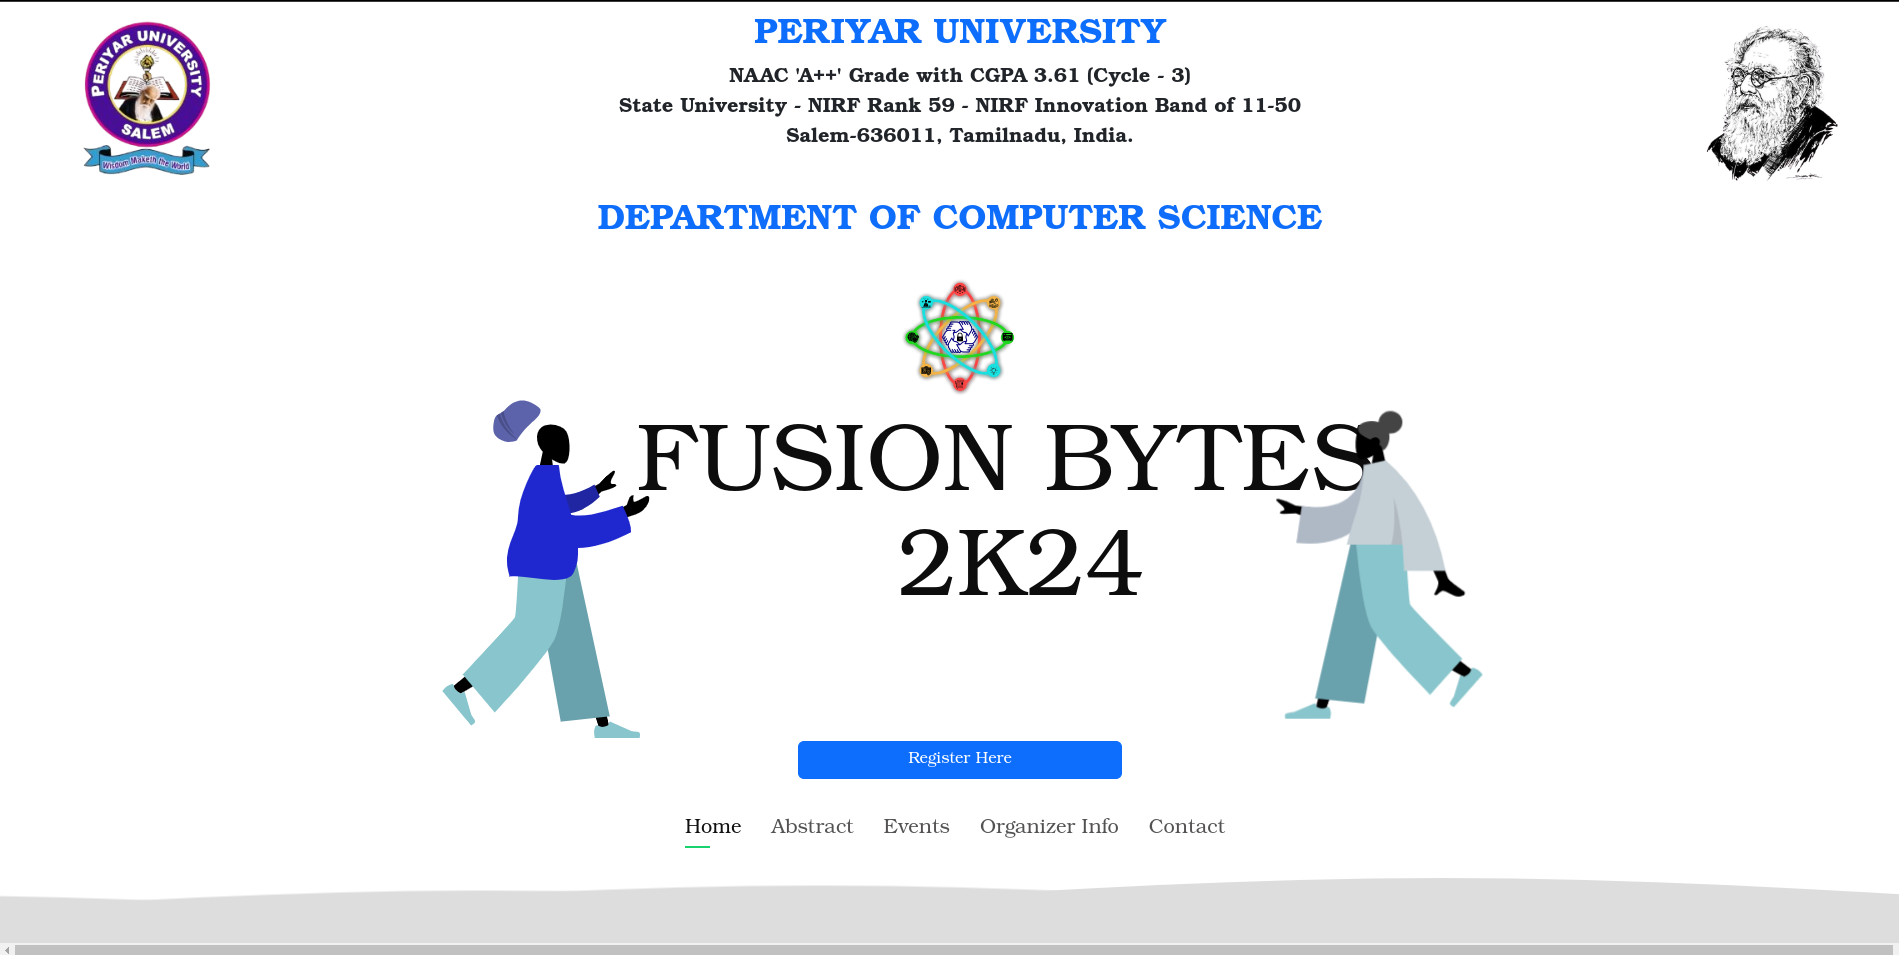 PERIYAR UNIVERSITY
SALEM
Wisdom Maketh the World
PERIYAR UNIVERSITY
NAAC 'A++' Grade with CGPA 3.61 (Cycle - 3)
State University - NIRF Rank 59 - NIRF Innovation Band of 11-50
Salem-636011, Tamilnadu, India.
DEPARTMENT OF COMPUTER SCIENCE
FUSION BYTES
2K24
Register Here
Home Abstract Events Organizer Info Contact